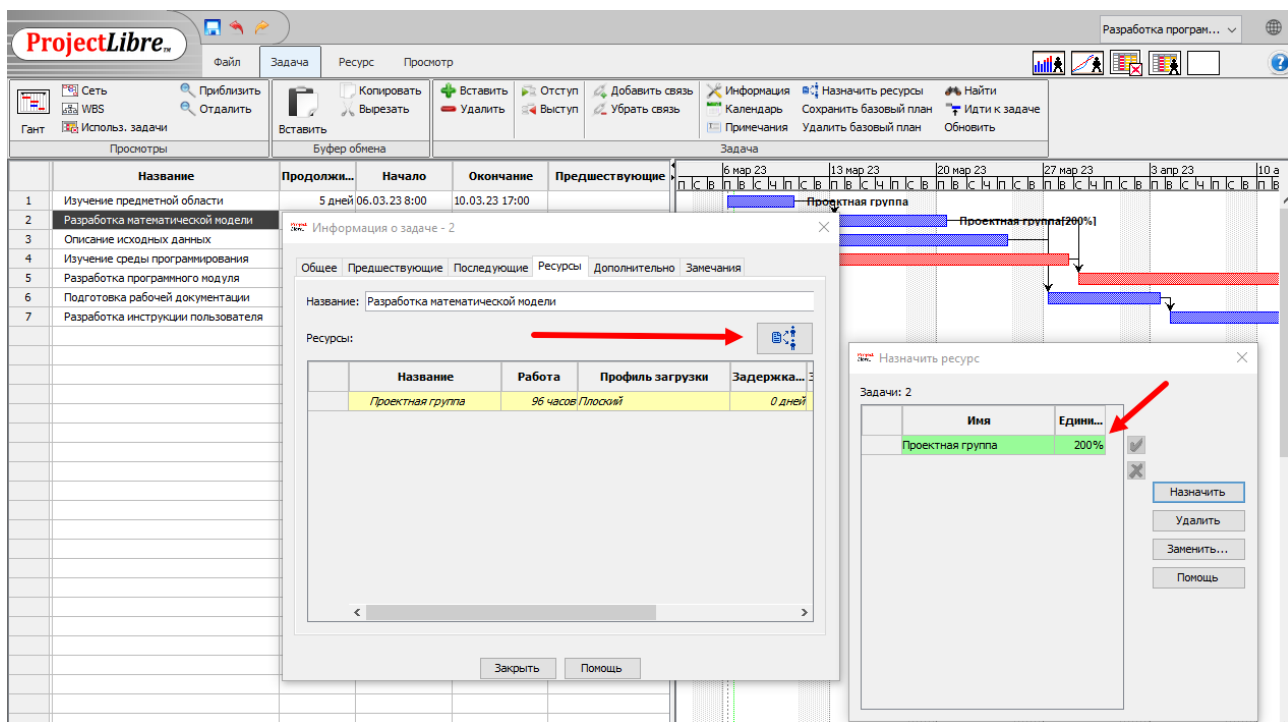 ProjectLibre™
Разработка програм...
Файл Задача Ресурс Просмотр
Сеть Приблизить Копировать Вставить Отступ Добавить связь Информация Назначить ресурсы Найти
WBS Отдалить Вырезать Удалить Выступ Убрать связь Календарь Сохранить базовый план Идти к задаче
Гант Использ. задачи Вставить Примечания Удалить базовый план Обновить
Просмотры Буфер обмена Задача
Название Продолжи... Начало Окончание Предшествующие
6 мар 23 13 мар 23 20 мар 23 27 мар 23 3 апр 23 10 а
П С В П В С Ч П С В П В С Ч П С В П В С Ч П С В П В С Ч П С В П В С Ч П С В П В
1 Изучение предметной области 5 дней 06.03.23 8:00 10.03.23 17:00 Проектная группа
2 Разработка математической модели Проектная группа[200%]
3 Описание исходных данных
4 Изучение среды программирования
5 Разработка программного модуля
6 Подготовка рабочей документации
7 Разработка инструкции пользователя
Информация о задаче - 2
Общее Предшествующие Последующие Ресурсы Дополнительно Замечания
Название: Разработка математической модели
Ресурсы:
Название Работа Профиль загрузки Задержка...
Проектная группа 96 часов Плоский 0 дней
Закрыть Помощь
Назначить ресурс
Задачи: 2
Имя Едини...
Проектная группа 200%
Назначить
Удалить
Заменить...
Помощь